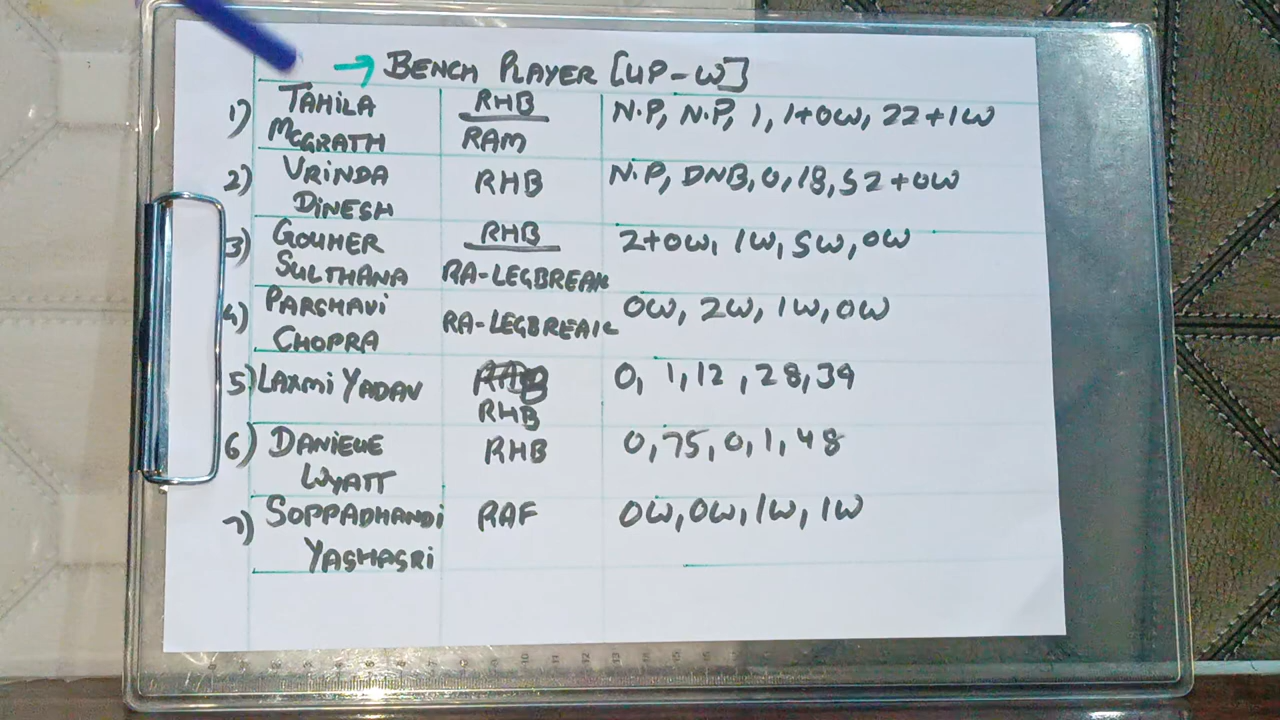 → BENCH PLAYER [UP-W]
1) TAHILA RHB N.P, N.P, 1, 1+0W, 22+1W
MCGRATH RAM
2) VRINDA RHB N.P, DNB, 0, 18, 52+0W
DINESH
3) GOUHER RHB 2+0W, 1W, 5W, 0W
SULTHANA RA-LEGBREAK
4) PARSHAVI RA-LEGBREAK 0W, 2W, 1W, 0W
CHOPRA
5) LAXMI YADAV 0, 1, 12, 28, 39
RHB
6) DANIELLE RHB 0, 75, 0, 1, 48
WYATT
7) SOPPADHANDI RAF 0W, 0W, 1W, 1W
YASHASRI